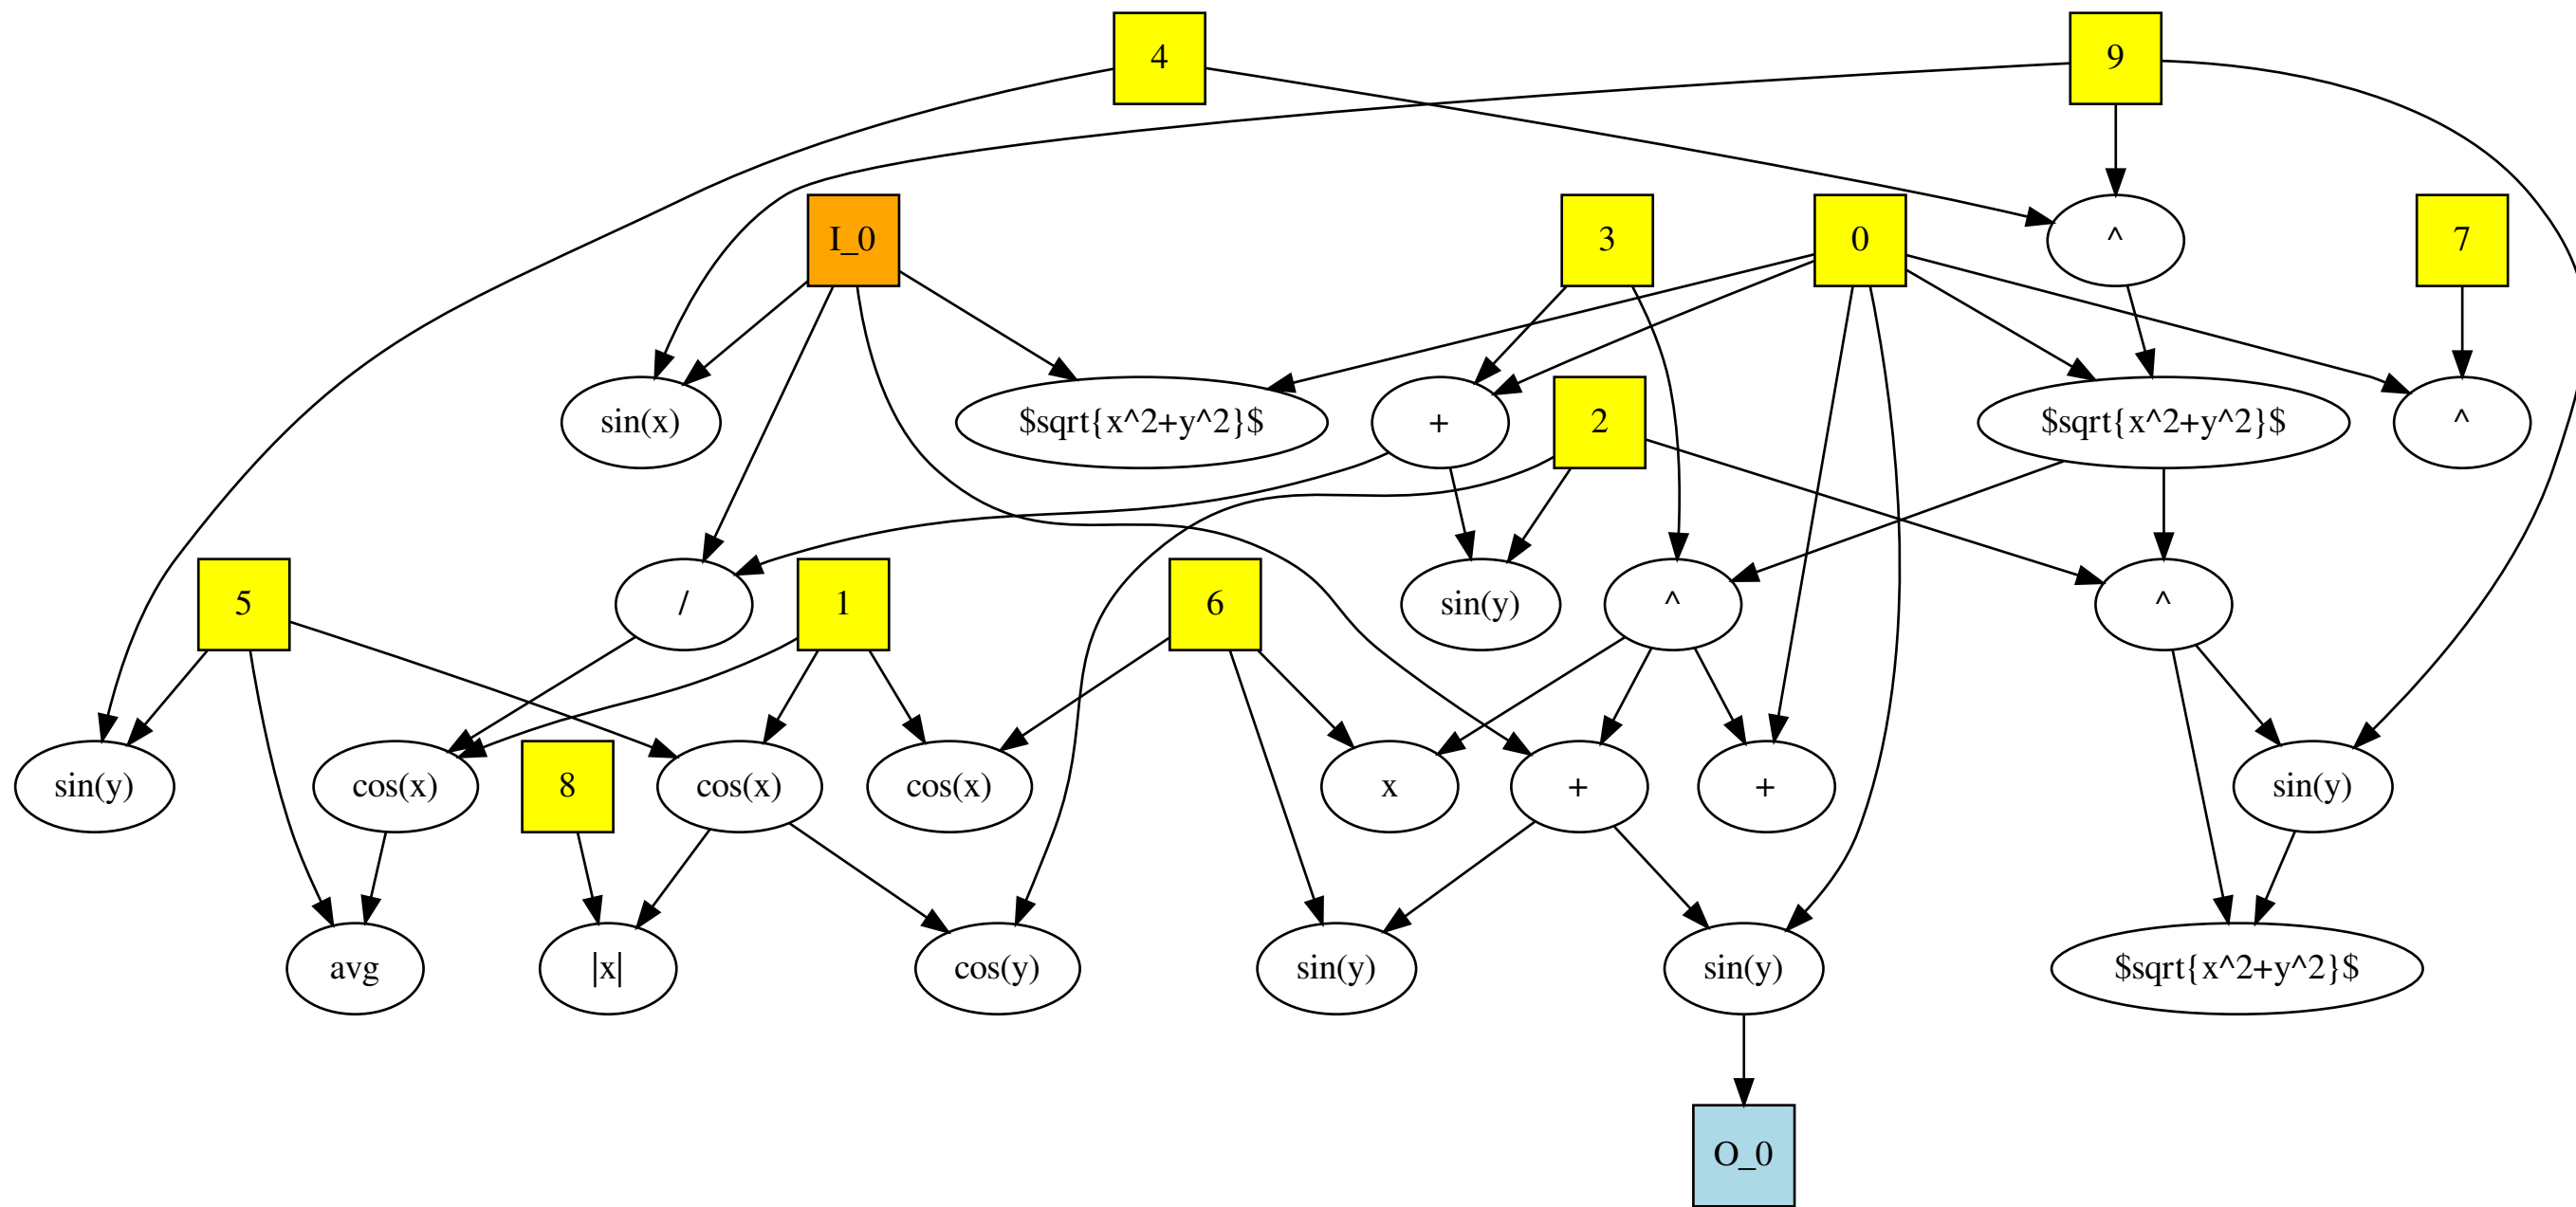 4
9
I_0
3
0
^
7
sin(x)
$sqrt{x^2+y^2}$
+
2
$sqrt{x^2+y^2}$
^
5
/
1
6
sin(y)
^
^
sin(y)
cos(x)
8
cos(x)
cos(x)
x
+
+
sin(y)
avg
|x|
cos(y)
sin(y)
sin(y)
$sqrt{x^2+y^2}$
O_0